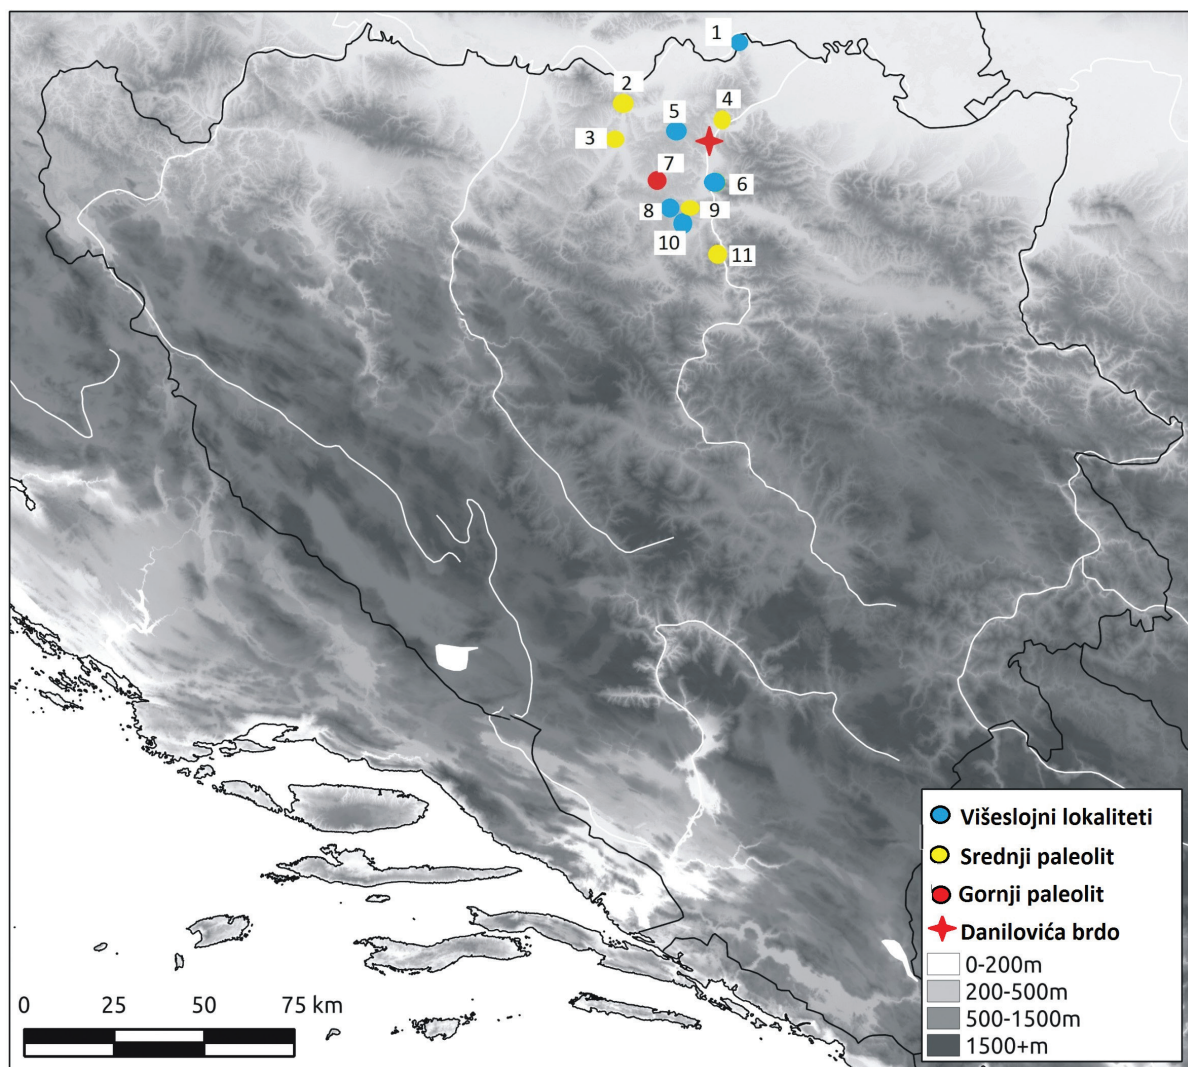 1
2
4
5
3
7
6
8
9
10
11
Višeslojni lokaliteti
Srednji paleolit
Gornji paleolit
Danilovića brdo
0-200m
200-500m
500-1500m
1500+m
0 25 50 75 km